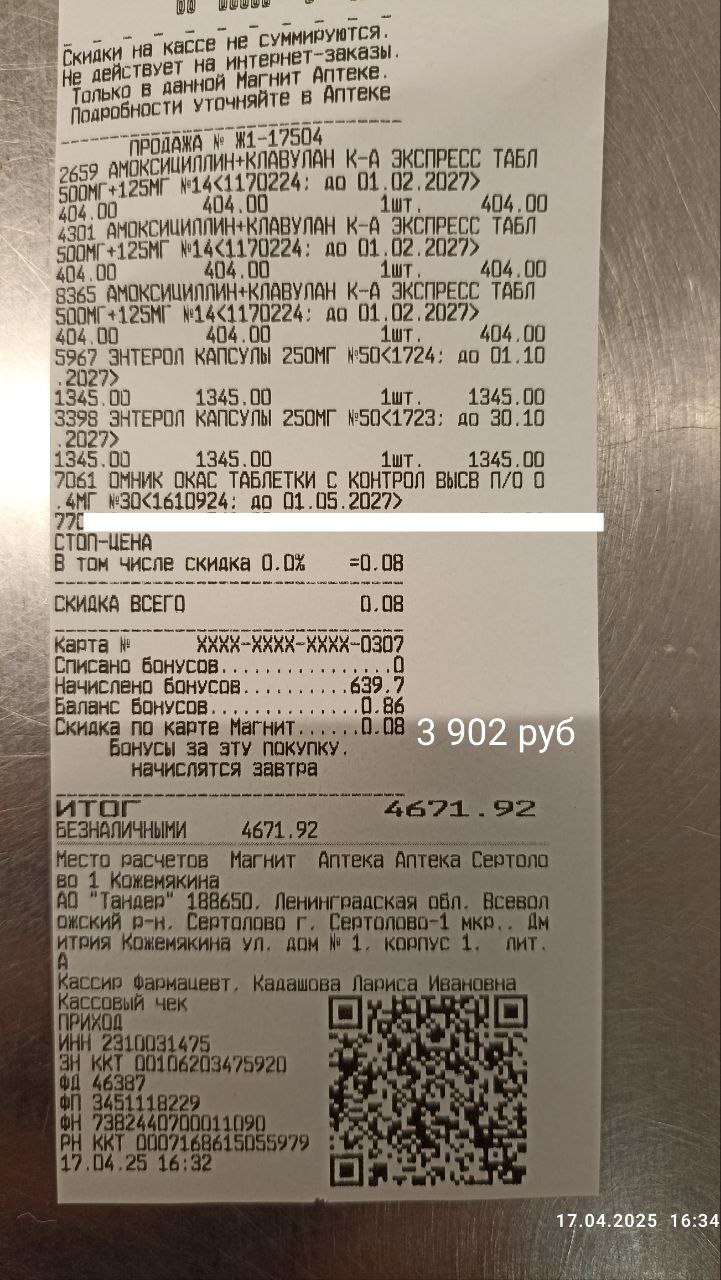 Скидки на кассе не суммируются.
Не действует на интернет-заказы.
Только в данной Магнит Аптеке.
Подробности уточняйте в Аптеке
ПРОДАЖА № Ж1-17504
2659 АМОКСИЦИЛЛИН+КЛАВУЛАН К-А ЭКСПРЕСС ТАБЛ
500МГ+125МГ №14<1170224; до 01.02.2027>
404.00 404.00 1шт. 404.00
4301 АМОКСИЦИЛЛИН+КЛАВУЛАН К-А ЭКСПРЕСС ТАБЛ
500МГ+125МГ №14<1170224; до 01.02.2027>
404.00 404.00 1шт. 404.00
8365 АМОКСИЦИЛЛИН+КЛАВУЛАН К-А ЭКСПРЕСС ТАБЛ
500МГ+125МГ №14<1170224; до 01.02.2027>
404.00 404.00 1шт. 404.00
5967 ЭНТЕРОЛ КАПСУЛЫ 250МГ №50<1724; до 01.10
.2027>
1345.00 1345.00 1шт. 1345.00
3398 ЭНТЕРОЛ КАПСУЛЫ 250МГ №50<1723; до 30.10
.2027>
1345.00 1345.00 1шт. 1345.00
7061 ОМНИК ОКАС ТАБЛЕТКИ С КОНТРОЛ ВЫСВ П/О 0
.4МГ №30<1610924; до 01.05.2027>
СТОП-ЦЕНА
В том числе скидка 0.0% =0.08
СКИДКА ВСЕГО 0.08
Карта № XXXX-XXXX-XXXX-0307
Списано бонусов................0
Начислено бонусов..........639.7
Баланс бонусов..............0.86
Скидка по карте Магнит......0.08 3 902 руб
Бонусы за эту покупку.
начислятся завтра
ИТОГ 4671.92
БЕЗНАЛИЧНЫМИ 4671.92
Место расчетов Магнит Аптека Аптека Сертоло
во 1 Кожемякина
АО "Тандер" 188650, Ленинградская обл. Всевол
ожский р-н. Сертолово г. Сертолово-1 мкр.. Дм
итрия Кожемякина ул. дом № 1. корпус 1. лит.
А
Кассир Фармацевт. Кадашова Лариса Ивановна
Кассовый чек
ПРИХОД
ИНН 2310031475
ЗН ККТ 00106203475920
ФД 46387
ФП 3451118229
ФН 7382440700011090
РН ККТ 0007168615055979
17.04.25 16:32
17.04.2025 16:34